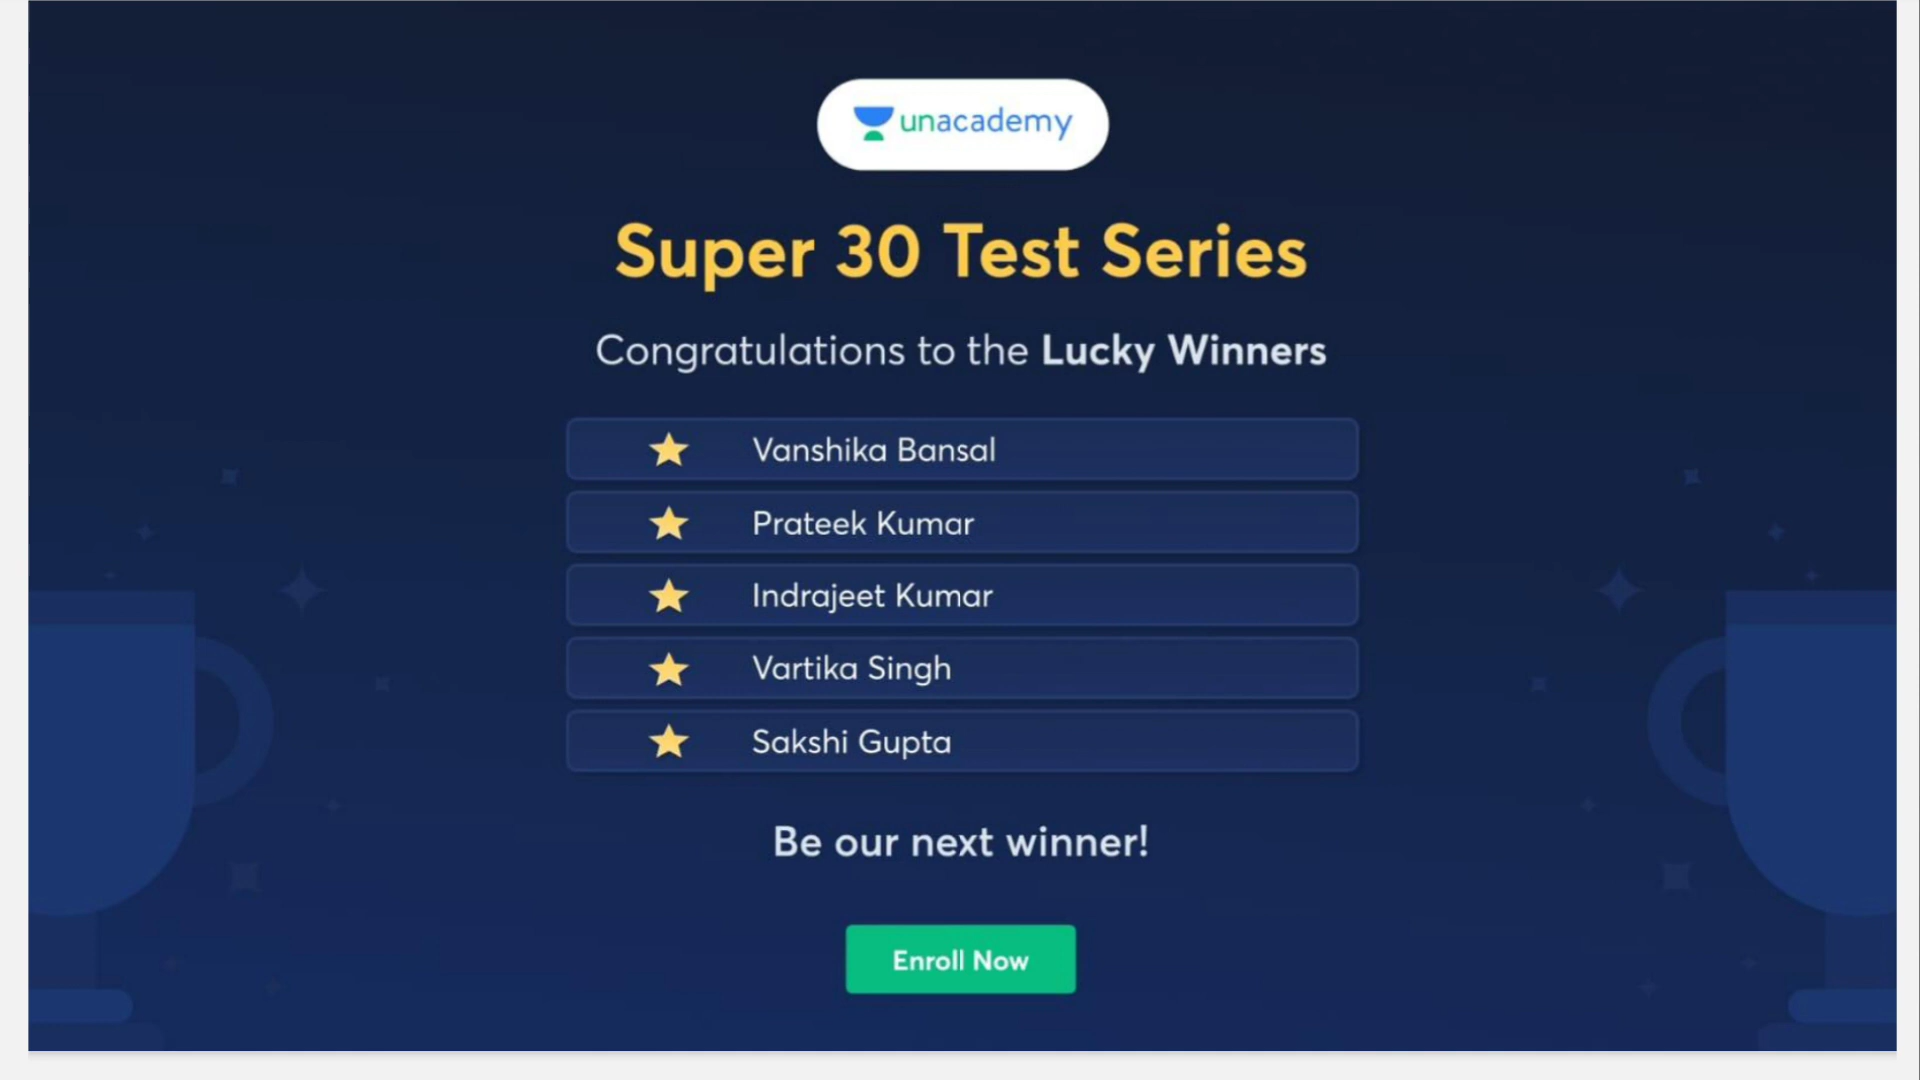 unacademy
Super 30 Test Series
Congratulations to the Lucky Winners
Vanshika Bansal
Prateek Kumar
Indrajeet Kumar
Vartika Singh
Sakshi Gupta
Be our next winner!
Enroll Now